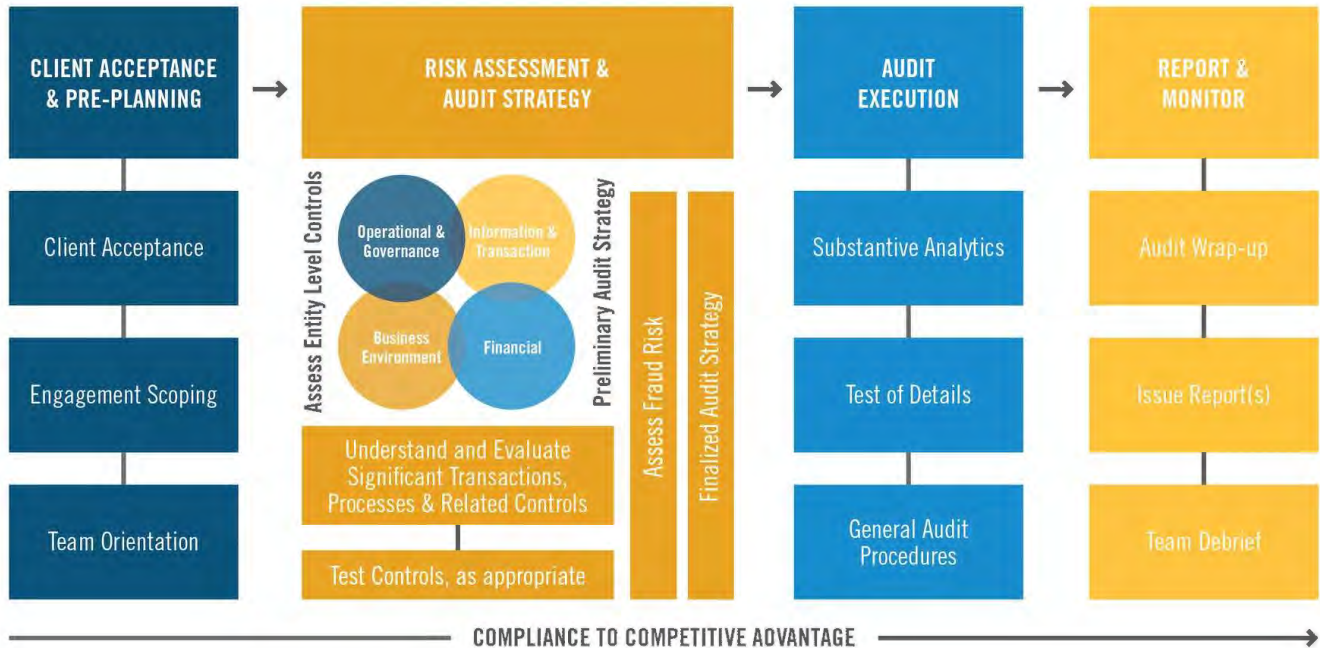 CLIENT ACCEPTANCE
& PRE-PLANNING
Client Acceptance
Engagement Scoping
Team Orientation
RISK ASSESSMENT &
AUDIT STRATEGY
Assess Entity Level Controls
Operational &
Governance
Information &
Transaction
Business
Environment
Financial
Preliminary Audit Strategy
Understand and Evaluate
Significant Transactions,
Processes & Related Controls
Test Controls, as appropriate
Assess Fraud Risk
Finalized Audit Strategy
AUDIT
EXECUTION
Substantive Analytics
Test of Details
General Audit
Procedures
REPORT &
MONITOR
Audit Wrap-up
Issue Report(s)
Team Debrief
COMPLIANCE TO COMPETITIVE ADVANTAGE